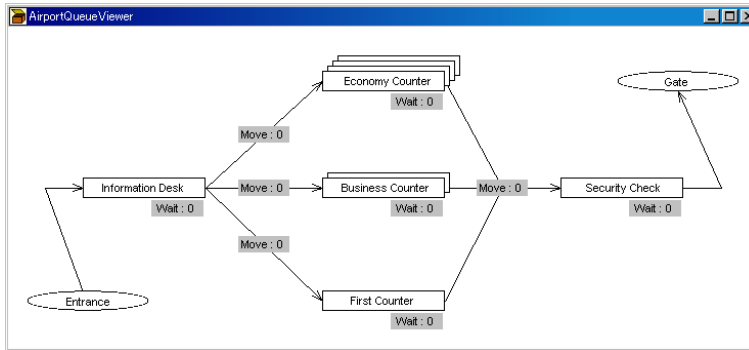 AirportQueueViewer
Economy Counter
Gate
Wait : 0
Move : 0
Information Desk
Move : 0
Business Counter
Move : 0
Security Check
Wait : 0
Wait : 0
Wait : 0
Move : 0
Entrance
First Counter
Wait : 0